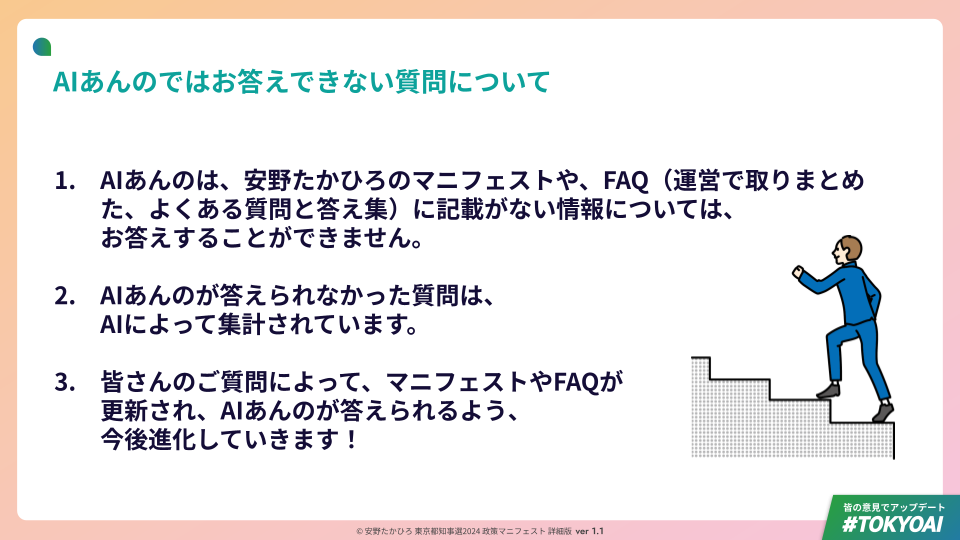 AIあんのではお答えできない質問について
1. AIあんのは、安野たかひろのマニフェストや、FAQ（運営で取りまとめ
た、よくある質問と答え集）に記載がない情報については、
お答えすることができません。
2. AIあんのが答えられなかった質問は、
AIによって集計されています。
3. 皆さんのご質問によって、マニフェストやFAQが
更新され、AIあんのが答えられるよう、
今後進化していきます！
皆の意見でアップデート
#TOKYOAI
© 安野たかひろ 東京都知事選2024 政策マニフェスト 詳細版 ver 1.1